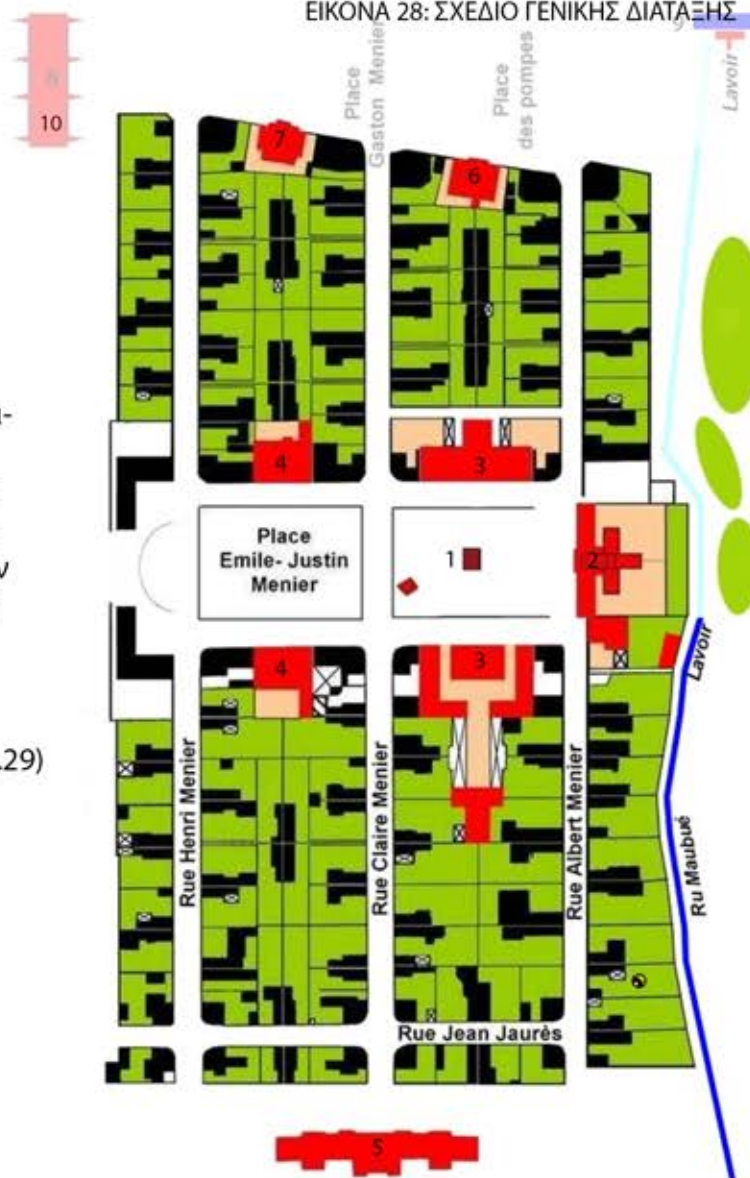 ΕΙΚΟΝΑ 28: ΣΧΕΔΙΟ ΓΕΝΙΚΗΣ ΔΙΑΤΑΞΗΣ
9
Lavoir
8
10
Place
Gaston Menier
Place
des pompes
7
6
4
3
Place
Emile- Justin
Menier
1
2
ν
4
3
Lavoir
.29)
Rue Henri Menier
Rue Claire Menier
Rue Albert Menier
Ru Maubué
Rue Jean Jaurès
5